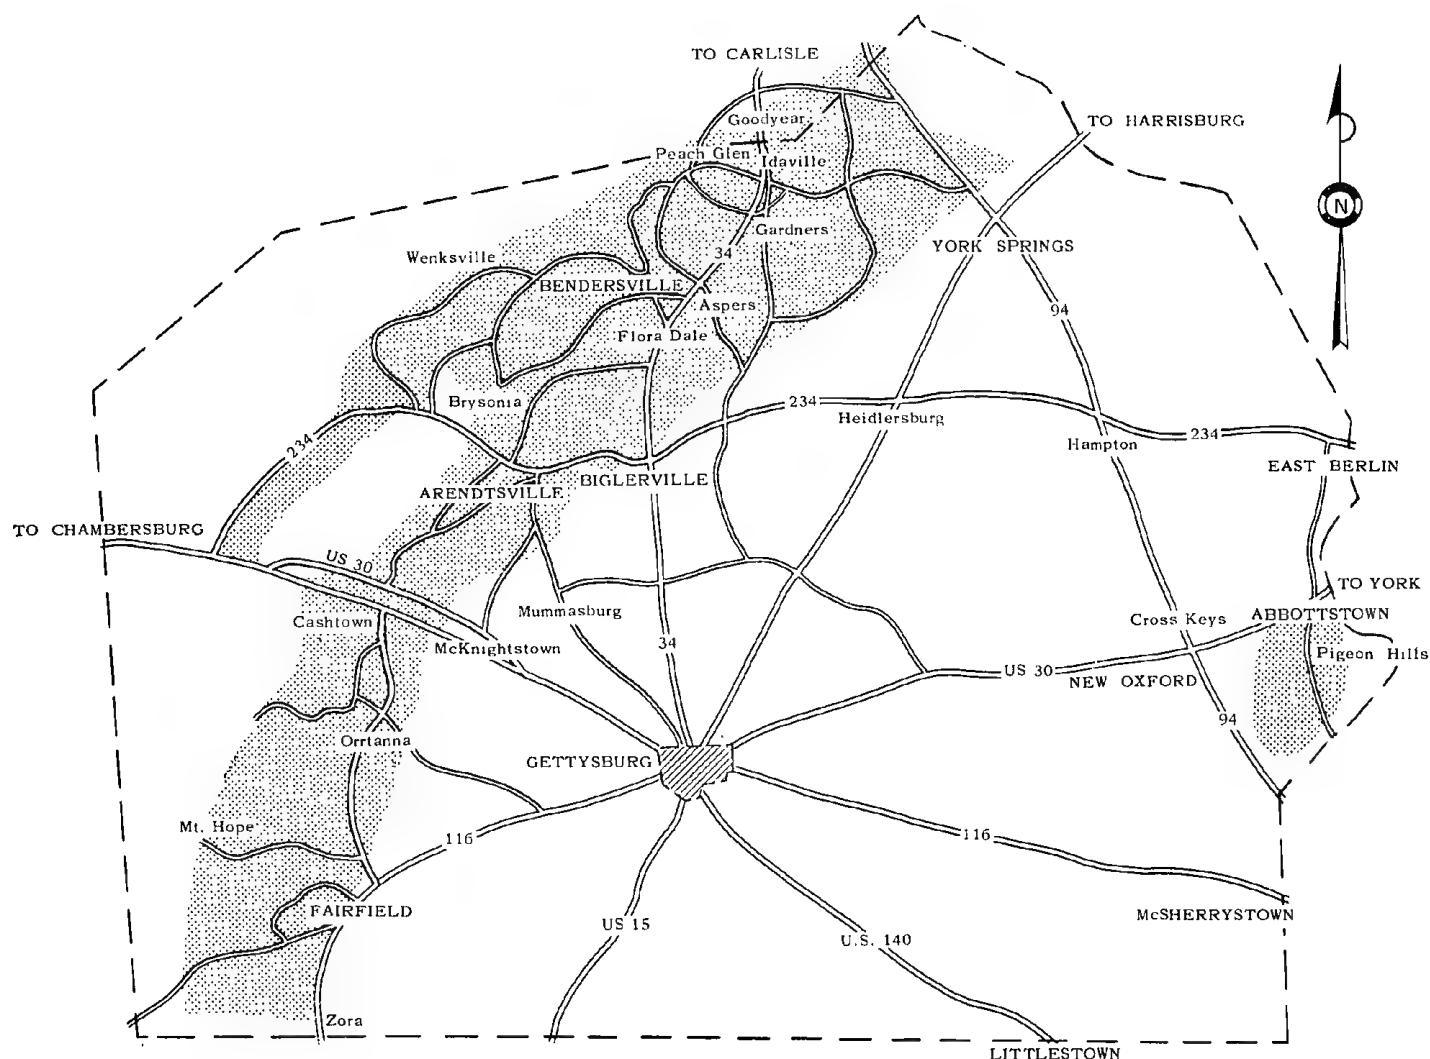 TO CARLISLE
TO HARRISBURG
Goodyear
Peach Glen
Idaville
N
Gardners
YORK SPRINGS
Wenksville
34
BENDERSVILLE
Aspers
94
Flora Dale
Brysonia
234
Heidlersburg
234
Hampton
234
EAST BERLIN
ARENDTSVILLE
BIGLERVILLE
TO CHAMBERSBURG
US 30
TO YORK
Mummasburg
Cross Keys
ABBOTTSTOWN
Cashtown
McKnightstown
34
Pigeon Hills
US 30
NEW OXFORD
94
Orrtanna
GETTYSBURG
Mt. Hope
116
116
FAIRFIELD
McSHERRYSTOWN
US 15
U.S. 140
Zora
LITTLESTOWN